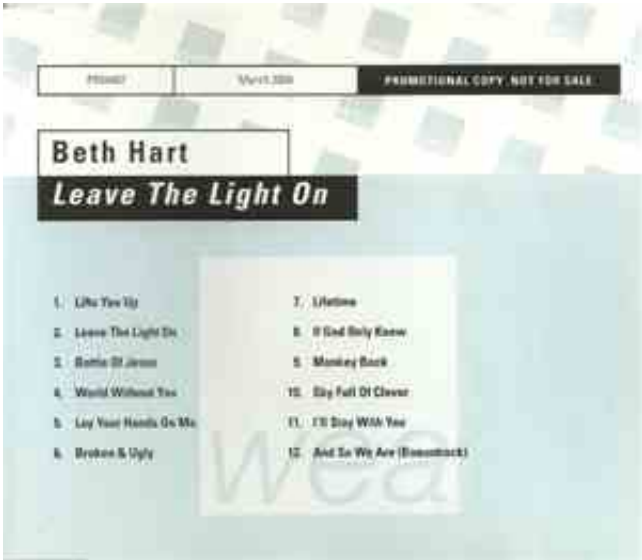 March 2004
PROMOTIONAL COPY. NOT FOR SALE
Beth Hart
Leave The Light On
1. Lifts You Up
2. Leave The Light On
3. Bottle Of Jesus
4. World Without You
5. Lay Your Hands On Me
6. Broken & Ugly
7. Lifetime
8. If God Only Knew
9. Monkey Back
10. Sky Full Of Clover
11. I'll Stay With You
12. And So We Are (Bonustrack)
wea